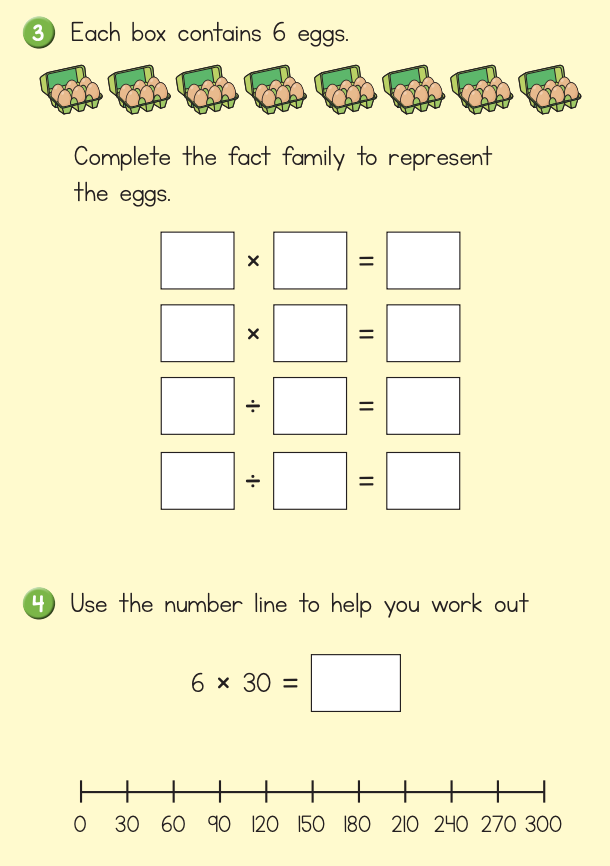 3 Each box contains 6 eggs.
Complete the fact family to represent
the eggs.
× =
× =
÷ =
÷ =
4 Use the number line to help you work out
6 × 30 =
0 30 60 90 120 150 180 210 240 270 300